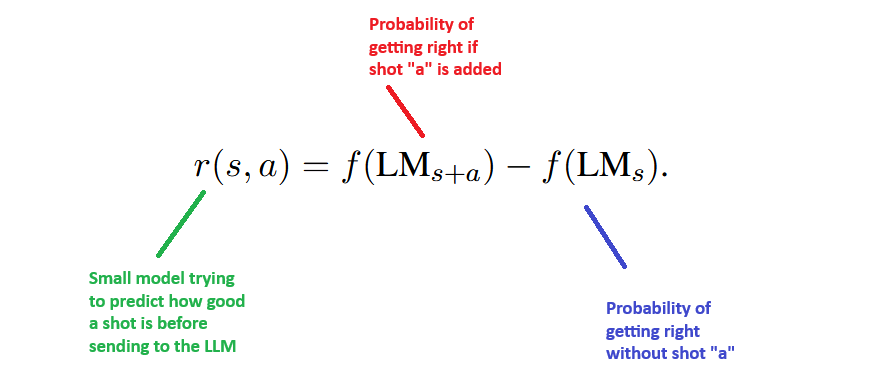 Probability of
getting right if
shot "a" is added
r(s, a) = f(LM_{s+a}) − f(LM_s).
Small model trying
to predict how good
a shot is before
sending to the LLM
Probability of
getting right
without shot "a"